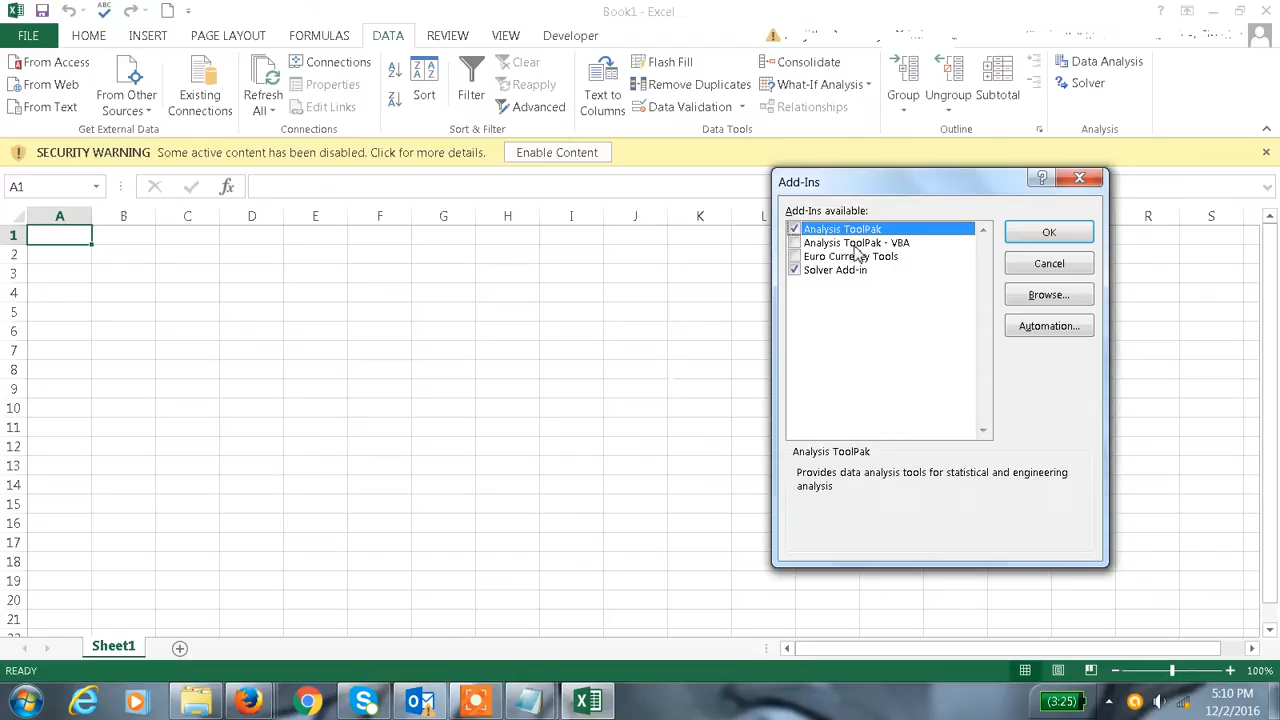 Book1 - Excel
FILE HOME INSERT PAGE LAYOUT FORMULAS DATA REVIEW VIEW Developer
From Access
From Web
From Text
From Other Sources
Existing Connections
Get External Data
Refresh All
Connections
Edit Links
Connections
Sort
Filter
Clear
Reapply
Advanced
Sort & Filter
Text to Columns
Flash Fill
Remove Duplicates
Data Validation
Consolidate
What-If Analysis
Relationships
Data Tools
Group
Ungroup
Subtotal
Outline
Data Analysis
Solver
Analysis
SECURITY WARNING Some active content has been disabled. Click for more details. Enable Content
A1
fx
A B C D E F G H I J K L R S
1
2
3
4
5
6
7
8
9
10
11
12
13
14
15
16
17
18
19
20
21
Add-Ins
Add-Ins available:
Analysis ToolPak
Analysis ToolPak - VBA
Euro Currency Tools
Solver Add-in
OK
Cancel
Browse...
Automation...
Analysis ToolPak
Provides data analysis tools for statistical and engineering
analysis
Sheet1
READY
100%
(3:25)
5:10 PM
12/2/2016